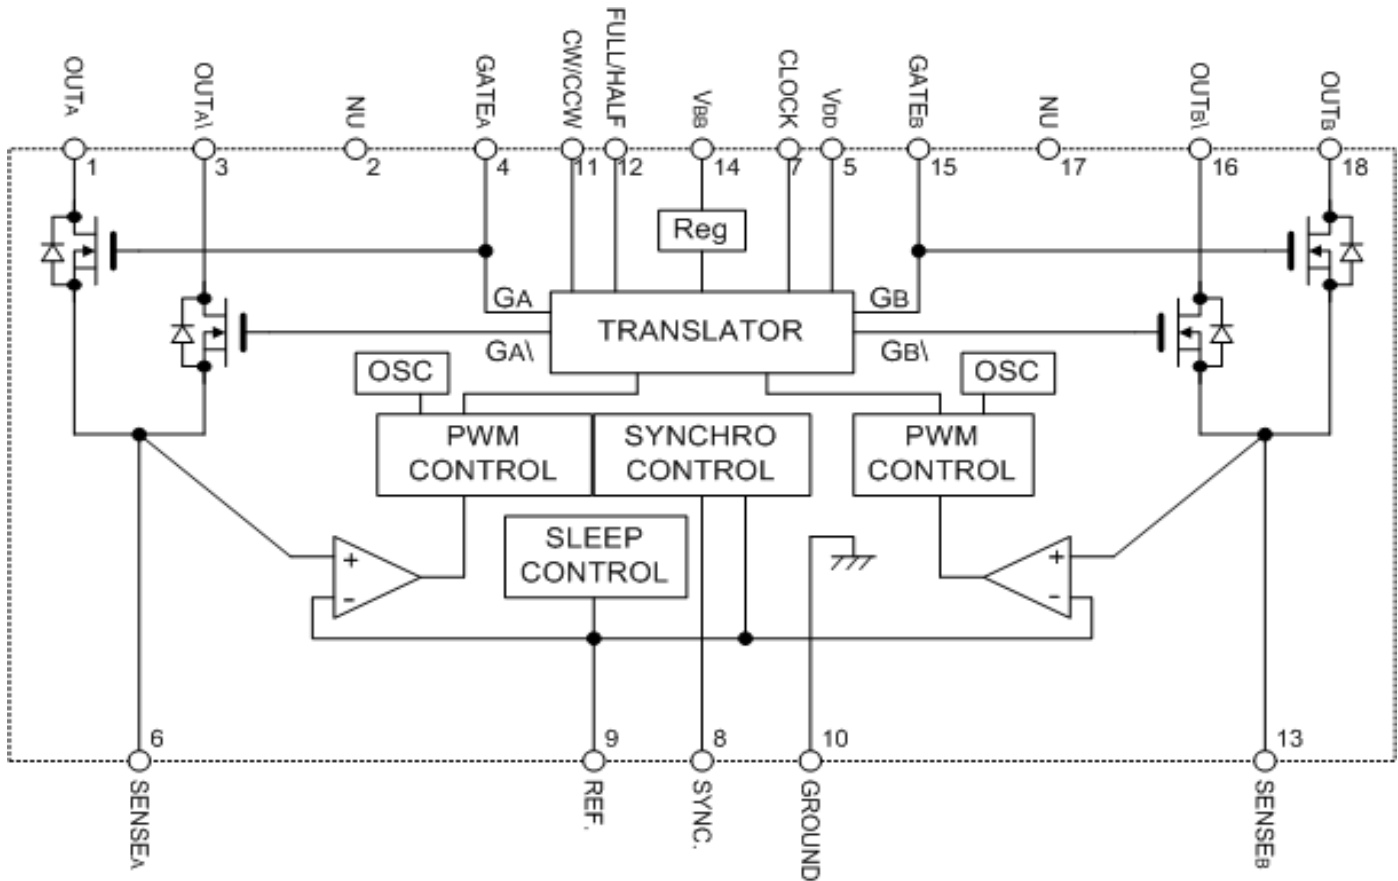 OUTA
OUTA\
NU
GATEA
CW/CCW
FULL/HALF
VBB
CLOCK
VDD
GATEB
NU
OUTB\
OUTB
1
3
2
4
11
12
14
7
5
15
17
16
18
Reg
GA
GB
TRANSLATOR
GA\
GB\
OSC
OSC
PWM
CONTROL
SYNCHRO
CONTROL
PWM
CONTROL
SLEEP
CONTROL
+
-
+
-
6
9
8
10
13
SENSEA
REF.
SYNC.
GROUND
SENSEB